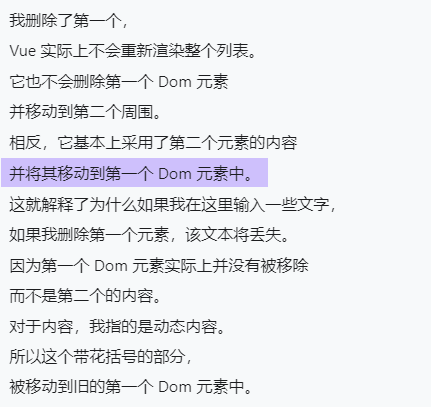 我删除了第一个，
Vue 实际上不会重新渲染整个列表。
它也不会删除第一个 Dom 元素
并移动到第二个周围。
相反，它基本上采用了第二个元素的内容
并将其移动到第一个 Dom 元素中。
这就解释了为什么如果我在这里输入一些文字，
如果我删除第一个元素，该文本将丢失。
因为第一个 Dom 元素实际上并没有被移除
而不是第二个的内容。
对于内容，我指的是动态内容。
所以这个带花括号的部分，
被移动到旧的第一个 Dom 元素中。